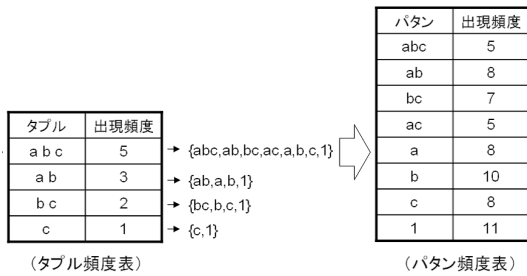 タプル 出現頻度
a b c 5 → {abc,ab,bc,ac,a,b,c,1}
a b 3 → {ab,a,b,1}
b c 2 → {bc,b,c,1}
c 1 → {c,1}
(タプル頻度表)
パタン 出現頻度
abc 5
ab 8
bc 7
ac 5
a 8
b 10
c 8
1 11
(パタン頻度表)